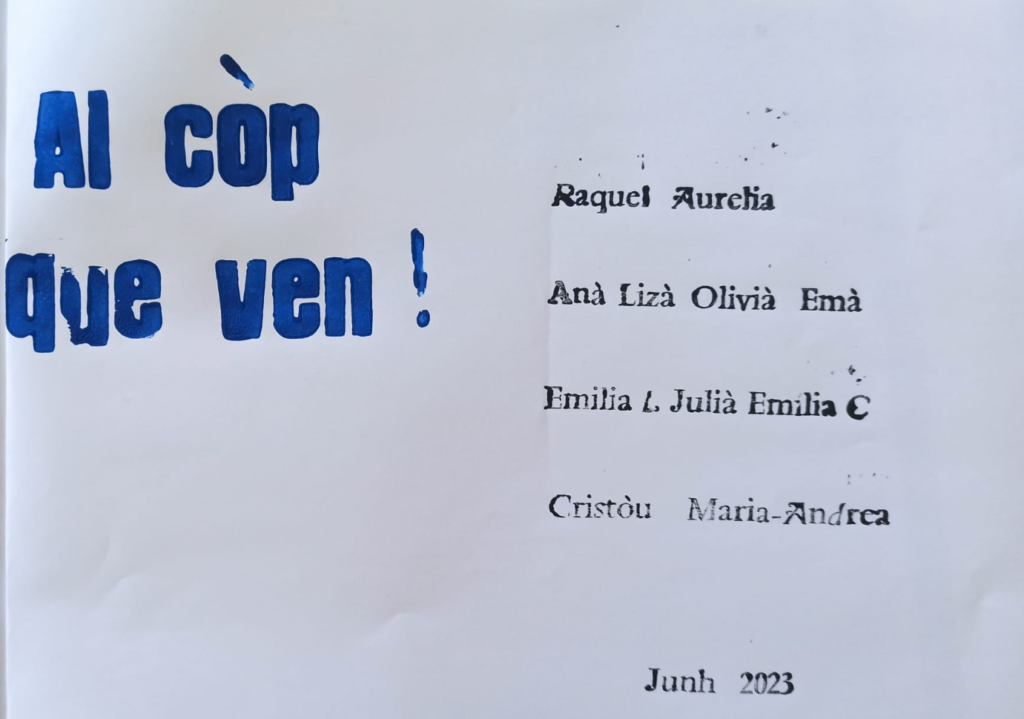 Al còp
que ven !
Raquel Aurelia
Anà Lizà Olivià Emà
Emilia L Julià Emilia C
Cristòu Maria-Andrea
Junh 2023